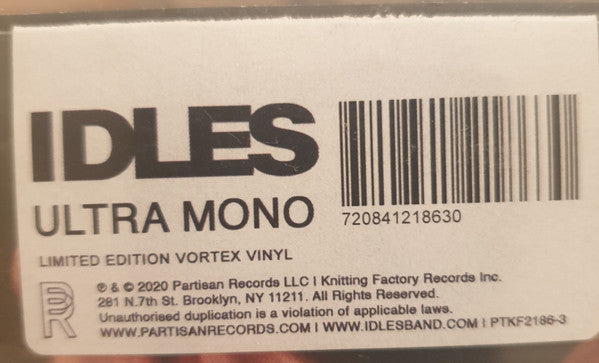 IDLES
ULTRA MONO
720841218630
LIMITED EDITION VORTEX VINYL
℗ & © 2020 Partisan Records LLC | Knitting Factory Records Inc.
281 N.7th St. Brooklyn, NY 11211. All Rights Reserved.
Unauthorised duplication is a violation of applicable laws.
WWW.PARTISANRECORDS.COM | WWW.IDLESBAND.COM | PTKF2186-3